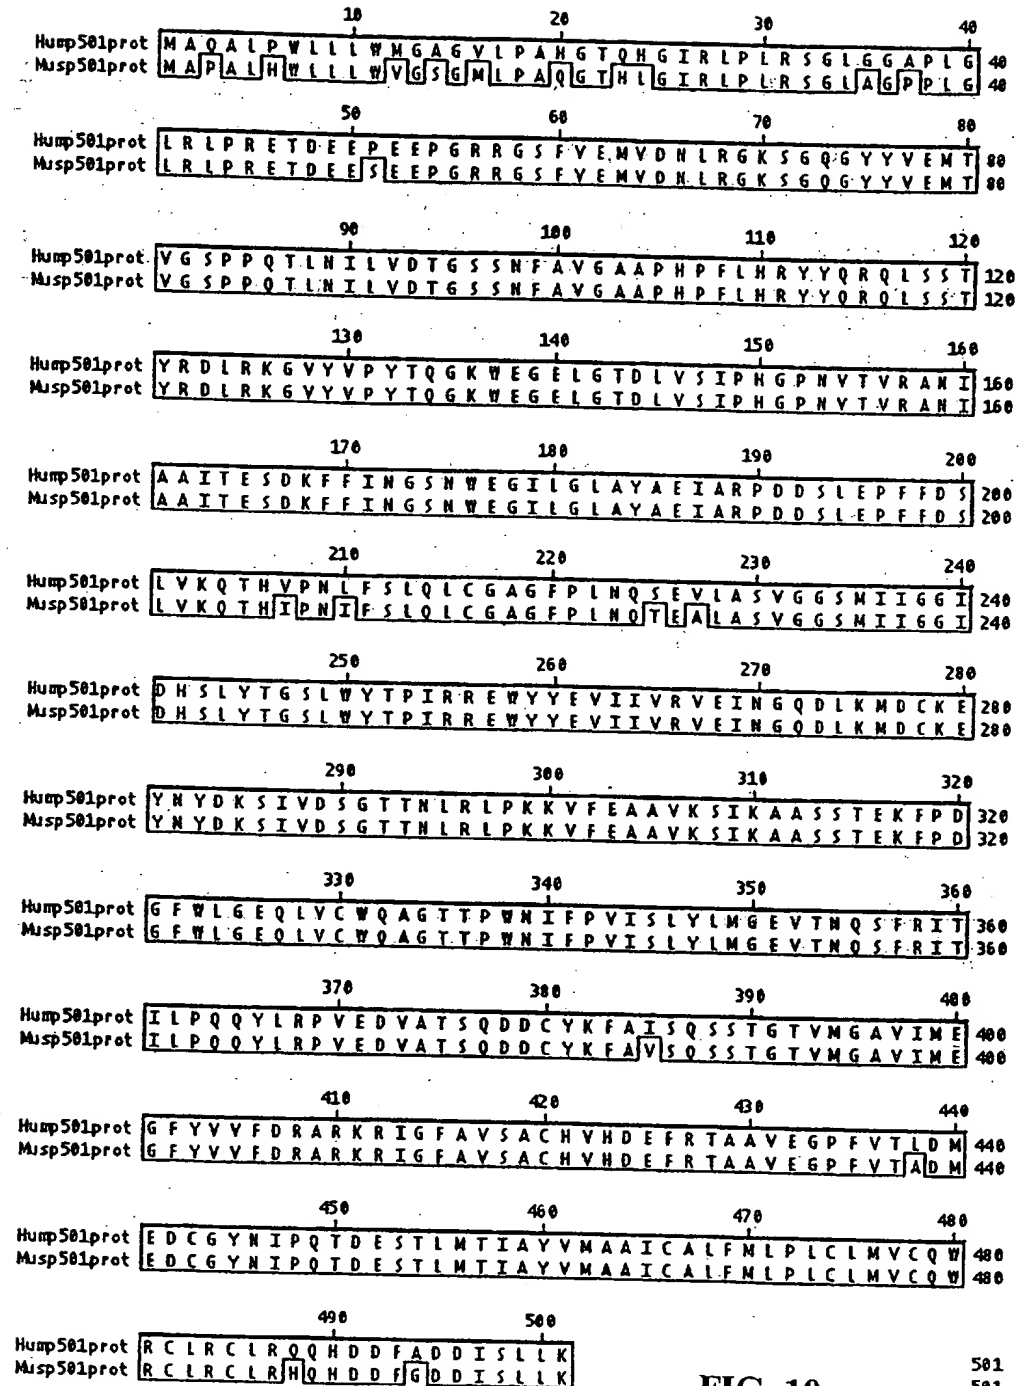 10 20 30 40
Hump501prot M A Q A L P W L L L W M G A G V L P A H G T Q H G I R L P L R S G L G G A P L G 40
Musp501prot M A P A L H W L L L W V G S G M L P A Q G T H L G I R L P L R S G L A G P P L G 40
50 60 70 80
Hump501prot L R L P R E T D E E P E E P G R R G S F V E M V D N L R G K S G Q G Y Y V E M T 80
Musp501prot L R L P R E T D E E S E E P G R R G S F V E M V D N L R G K S G Q G Y Y V E M T 80
90 100 110 120
Hump501prot V G S P P Q T L N I L V D T G S S N F A V G A A P H P F L H R Y Y Q R Q L S S T 120
Musp501prot V G S P P Q T L N I L V D T G S S N F A V G A A P H P F L H R Y Y Q R Q L S S T 120
130 140 150 160
Hump501prot Y R D L R K G V Y V P Y T Q G K W E G E L G T D L V S I P H G P N V T V R A N I 160
Musp501prot Y R D L R K G V Y V P Y T Q G K W E G E L G T D L V S I P H G P N V T V R A N I 160
170 180 190 200
Hump501prot A A I T E S D K F F I N G S N W E G I L G L A Y A E I A R P D D S L E P F F D S 200
Musp501prot A A I T E S D K F F I N G S N W E G I L G L A Y A E I A R P D D S L E P F F D S 200
210 220 230 240
Hump501prot L V K Q T H V P N L F S L Q L C G A G F P L N Q S E V L A S V G G S M I I G G I 240
Musp501prot L V K Q T H I P N I F S L Q L C G A G F P L N Q T E A L A S V G G S M I I G G I 240
250 260 270 280
Hump501prot D H S L Y T G S L W Y T P I R R E W Y Y E V I I V R V E I N G Q D L K M D C K E 280
Musp501prot D H S L Y T G S L W Y T P I R R E W Y Y E V I I V R V E I N G Q D L K M D C K E 280
290 300 310 320
Hump501prot Y N Y D K S I V D S G T T N L R L P K K V F E A A V K S I K A A S S T E K F P D 320
Musp501prot Y N Y D K S I V D S G T T N L R L P K K V F E A A V K S I K A A S S T E K F P D 320
330 340 350 360
Hump501prot G F W L G E Q L V C W Q A G T T P W N I F P V I S L Y L M G E V T N Q S F R I T 360
Musp501prot G F W L G E Q L V C W Q A G T T P W N I F P V I S L Y L M G E V T N Q S F R I T 360
370 380 390 400
Hump501prot I L P Q Q Y L R P V E D V A T S Q D D C Y K F A I S Q S S T G T V M G A V I M E 400
Musp501prot I L P Q Q Y L R P V E D V A T S Q D D C Y K F A V S Q S S T G T V M G A V I M E 400
410 420 430 440
Hump501prot G F Y V V F D R A R K R I G F A V S A C H V H D E F R T A A V E G P F V T L D M 440
Musp501prot G F Y V V F D R A R K R I G F A V S A C H V H D E F R T A A V E G P F V T A D M 440
450 460 470 480
Hump501prot E D C G Y N I P Q T D E S T L M T I A Y V M A A I C A L F M L P L C L M V C Q W 480
Musp501prot E D C G Y N I P Q T D E S T L M T I A Y V M A A I C A L F M L P L C L M V C Q W 480
490 500
Hump501prot R C L R C L R Q Q H D D F A D D I S L L K 501
Musp501prot R C L R C L R H Q H D D F G D D I S L L K